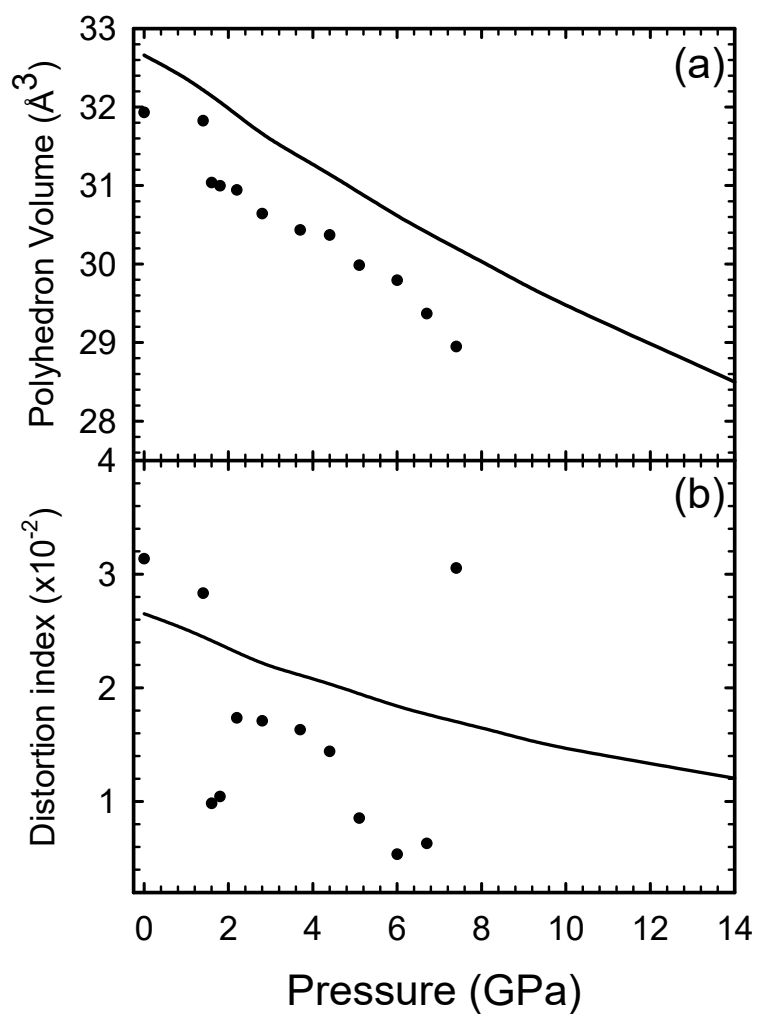 33
(a)
32
31
30
29
28
Polyhedron Volume (Å³)
4
(b)
3
2
1
Distortion index (x10⁻²)
0 2 4 6 8 10 12 14
Pressure (GPa)